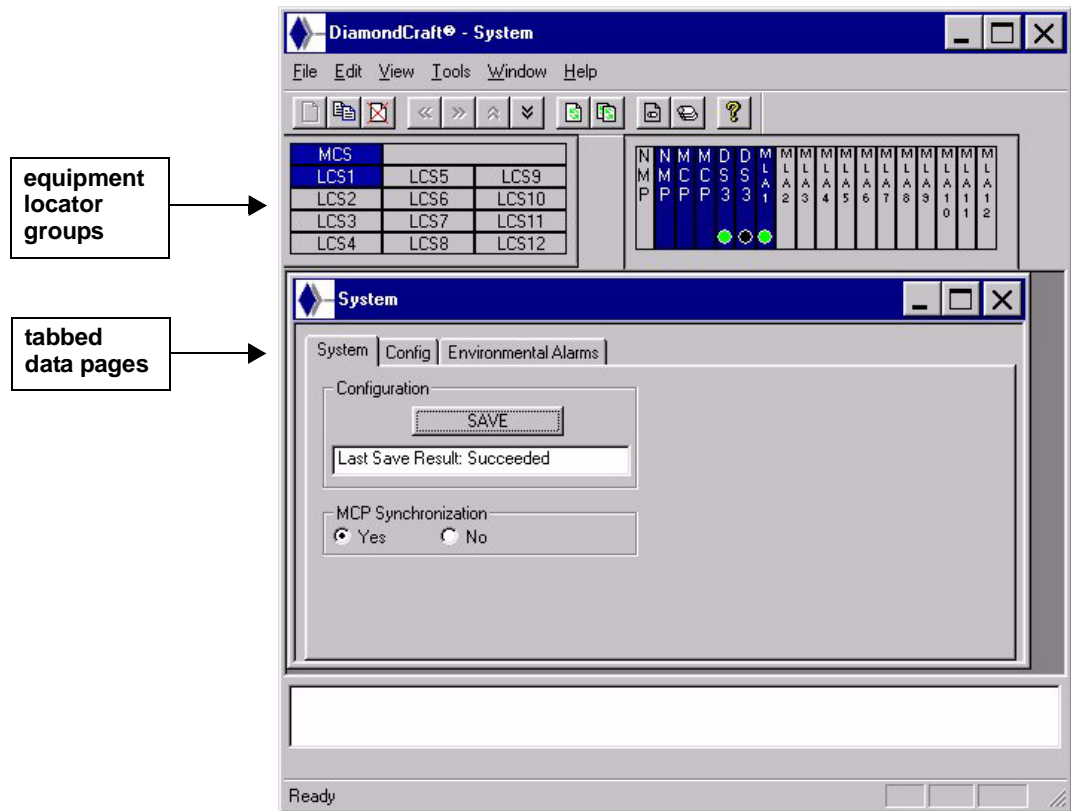 DiamondCraft® - System
File Edit View Tools Window Help
equipment
locator
groups
MCS
LCS1 LCS5 LCS9
LCS2 LCS6 LCS10
LCS3 LCS7 LCS11
LCS4 LCS8 LCS12
NMP NMP MCP MCP DS3 DS3 MLA1 MLA2 MLA3 MLA4 MLA5 MLA6 MLA7 MLA8 MLA9 MLA10 MLA11 MLA12
System
tabbed
data pages
System Config Environmental Alarms
Configuration
SAVE
Last Save Result: Succeeded
MCP Synchronization
Yes No
Ready